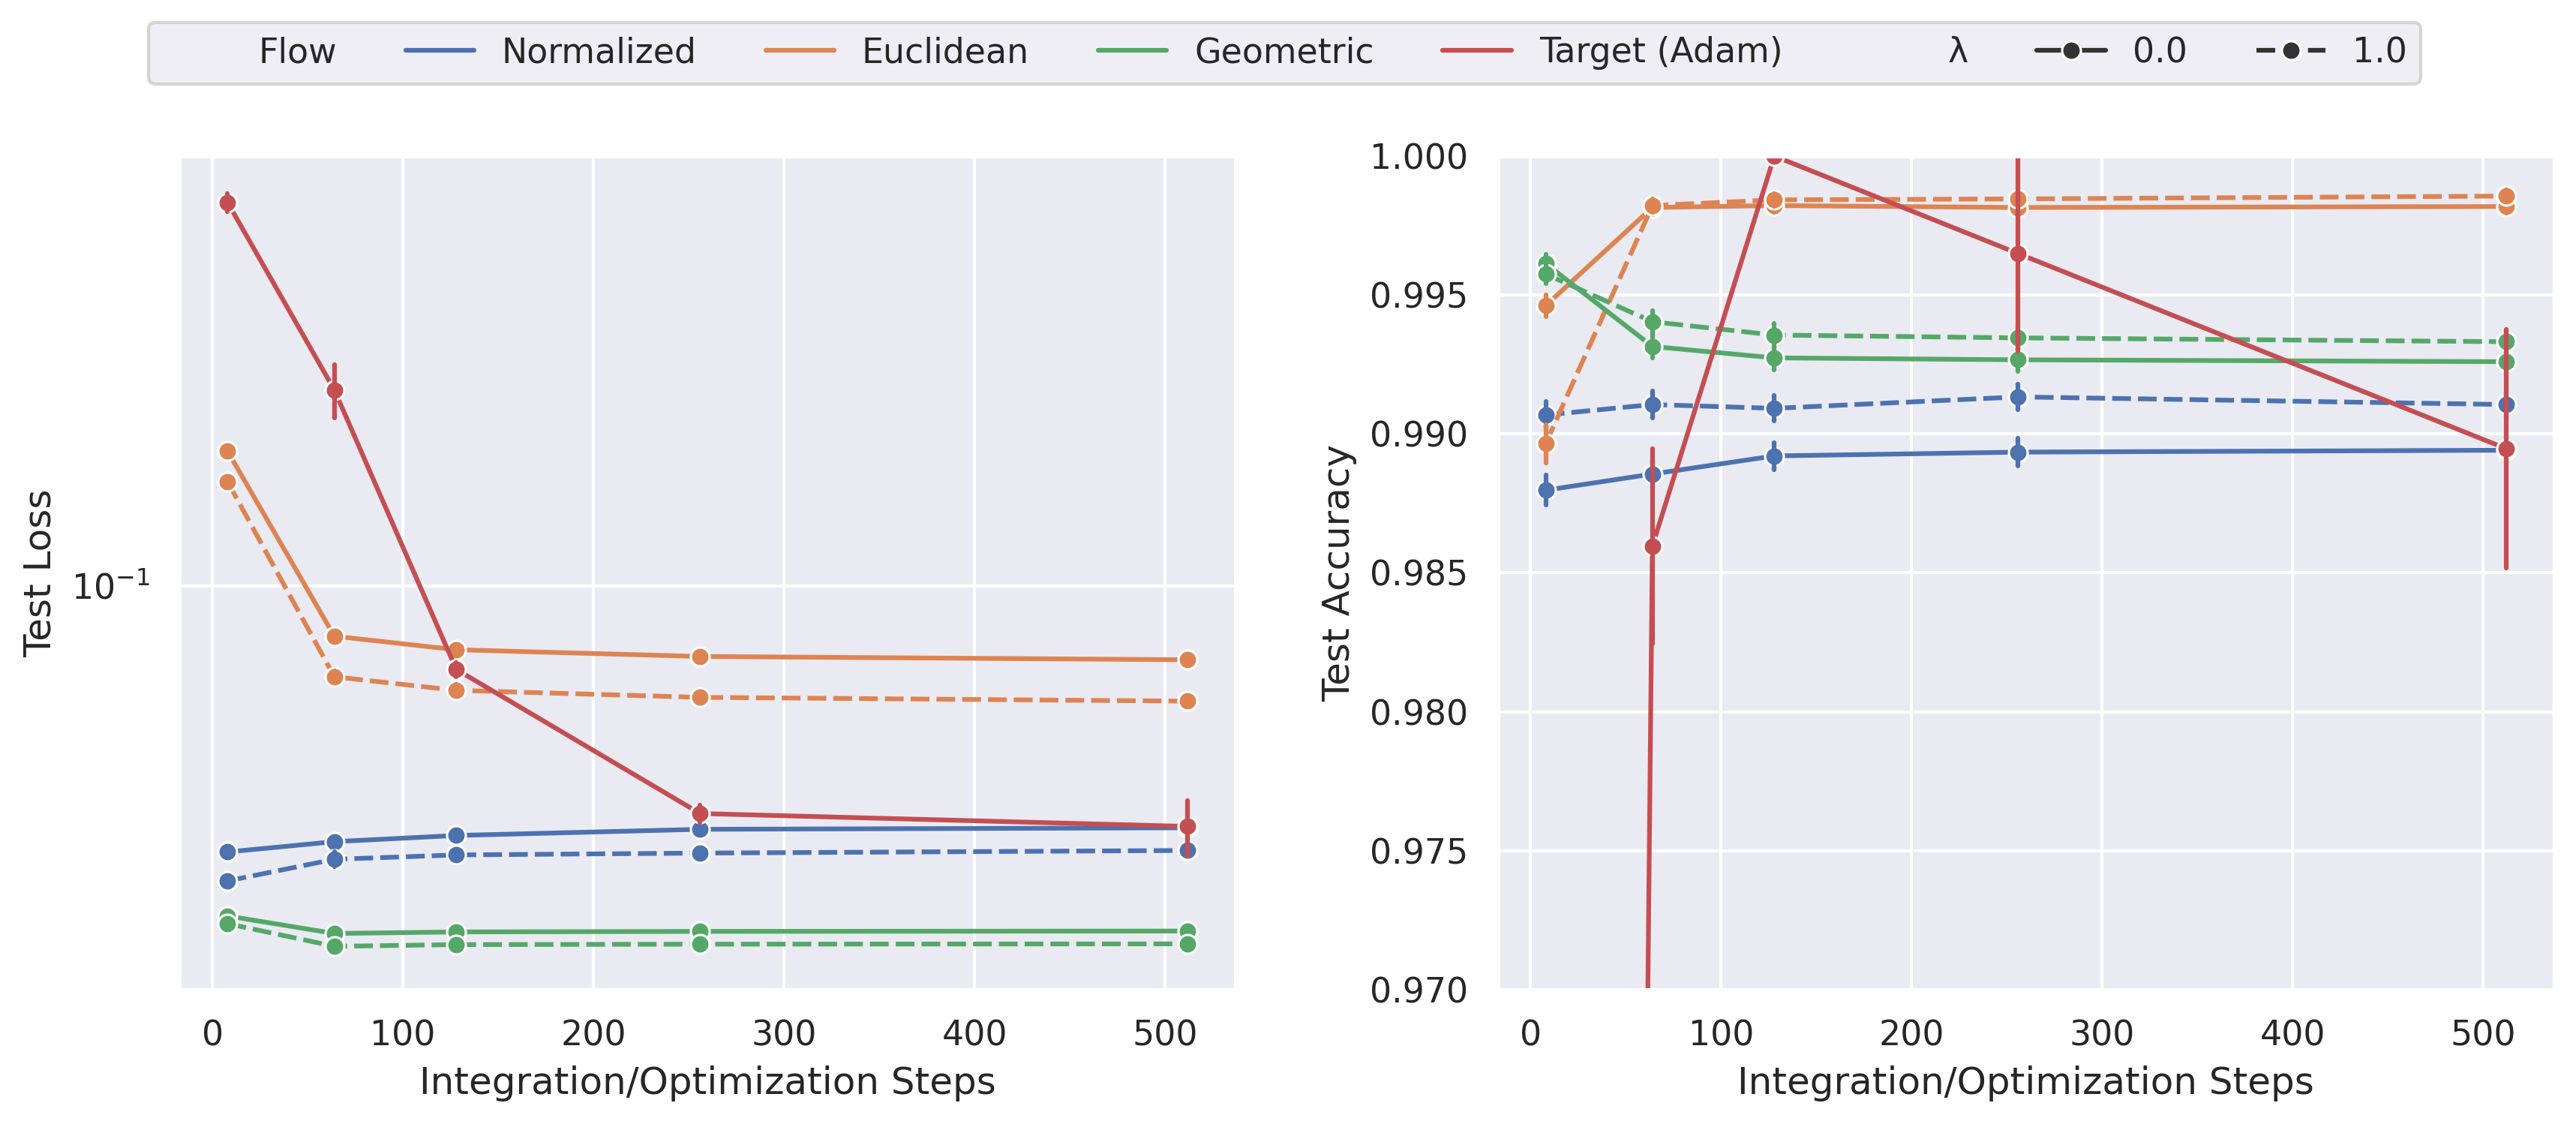 Flow Normalized Euclidean Geometric Target (Adam) λ 0.0 1.0
Test Loss
10⁻¹
0 100 200 300 400 500
Integration/Optimization Steps
Test Accuracy
1.000
0.995
0.990
0.985
0.980
0.975
0.970
0 100 200 300 400 500
Integration/Optimization Steps